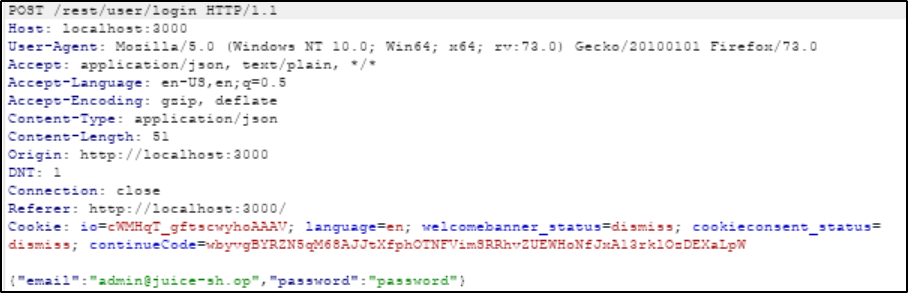 POST /rest/user/login HTTP/1.1
Host: localhost:3000
User-Agent: Mozilla/5.0 (Windows NT 10.0; Win64; x64; rv:73.0) Gecko/20100101 Firefox/73.0
Accept: application/json, text/plain, */*
Accept-Language: en-US,en;q=0.5
Accept-Encoding: gzip, deflate
Content-Type: application/json
Content-Length: 51
Origin: http://localhost:3000
DNT: 1
Connection: close
Referer: http://localhost:3000/
Cookie: io=cWMHqT_gftscwyhoAAAV; language=en; welcomebanner_status=dismiss; cookieconsent_status=
dismiss; continueCode=wbyvgBYRZN5qM68AJJtXfphOTNFVimSRRhvZUEWHoNfJxAl3zklOzDEXaLpW
{"email":"admin@juice-sh.op","password":"password"}